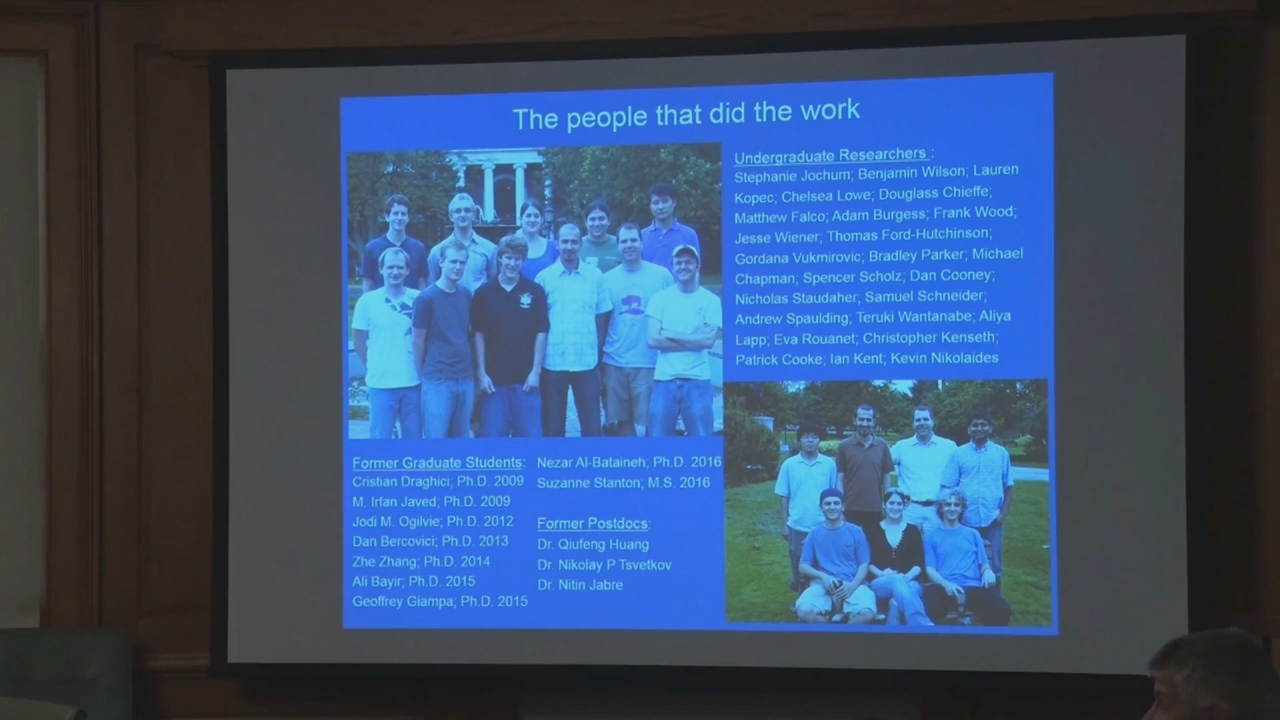 The people that did the work
Undergraduate Researchers :
Stephanie Jochum; Benjamin Wilson; Lauren
Kopec; Chelsea Lowe; Douglass Chieffe;
Matthew Falco; Adam Burgess; Frank Wood;
Jesse Wiener; Thomas Ford-Hutchinson;
Gordana Vukmirovic; Bradley Parker; Michael
Chapman; Spencer Scholz; Dan Cooney;
Nicholas Staudaher; Samuel Schneider;
Andrew Spaulding; Teruki Wantanabe; Aliya
Lapp; Eva Rouanet; Christopher Kenseth;
Patrick Cooke; Ian Kent; Kevin Nikolaides
Former Graduate Students:
Cristian Draghici; Ph.D. 2009
M. Irfan Javed; Ph.D. 2009
Jodi M. Ogilvie; Ph.D. 2012
Dan Bercovici; Ph.D. 2013
Zhe Zhang; Ph.D. 2014
Ali Bayir; Ph.D. 2015
Geoffrey Giampa; Ph.D. 2015
Nezar Al-Bataineh; Ph.D. 2016
Suzanne Stanton; M.S. 2016
Former Postdocs:
Dr. Qiufeng Huang
Dr. Nikolay P Tsvetkov
Dr. Nitin Jabre